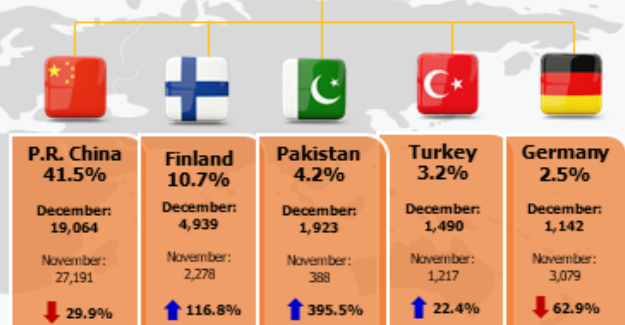 P.R. China
41.5%
December:
19,064
November:
27,191
29.9%
Finland
10.7%
December:
4,939
November:
2,278
116.8%
Pakistan
4.2%
December:
1,923
November:
388
395.5%
Turkey
3.2%
December:
1,490
November:
1,217
22.4%
Germany
2.5%
December:
1,142
November:
3,079
62.9%